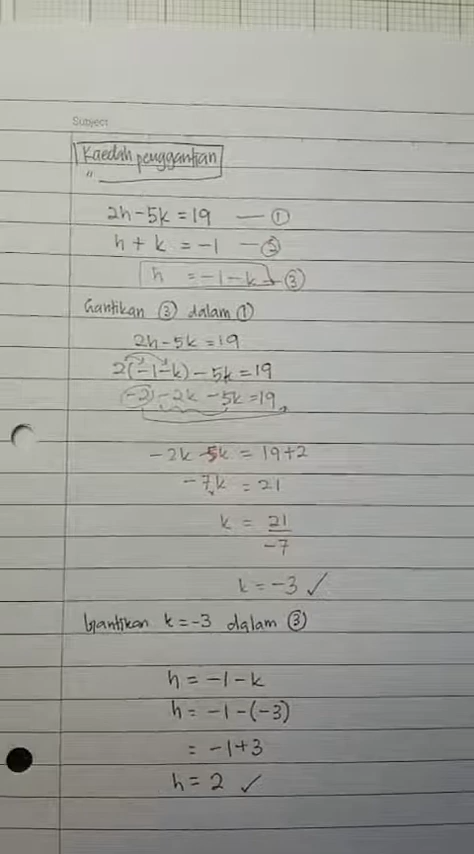 Subject
Kaedah penggantian
2h - 5k = 19 — ①
h + k = -1 — ②
h = -1 - k — ③
Gantikan ③ dalam ①
2h - 5k = 19
2(-1-k) - 5k = 19
-2 - 2k - 5k = 19
-2k - 5k = 19 + 2
-7k = 21
k = 21/-7
k = -3 ✓
Gantikan k = -3 dalam ③
h = -1 - k
h = -1 - (-3)
= -1 + 3
h = 2 ✓